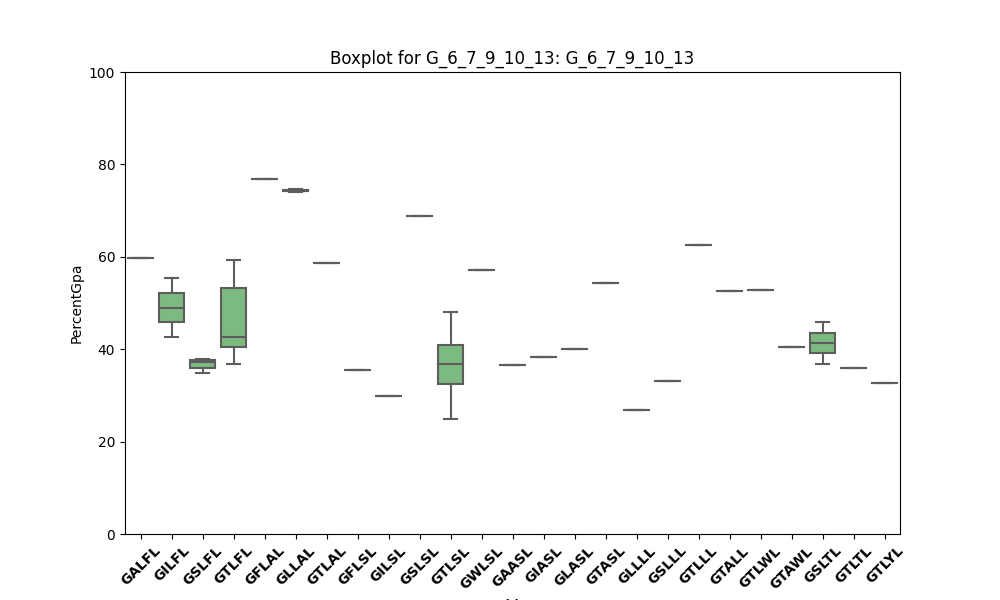 Boxplot for G_6_7_9_10_13: G_6_7_9_10_13
PercentGpa
100
80
60
40
20
0
GALFL GILFL GSLFL GTLFL GFLAL GLLAL GTLAL GFLSL GILSL GSLSL GTLSL GWLSL GAASL GIASL GLASL GTASL GLLLL GSLLL GTLLL GTALL GTLWL GTAWL GSLTL GTLTL GTLYL